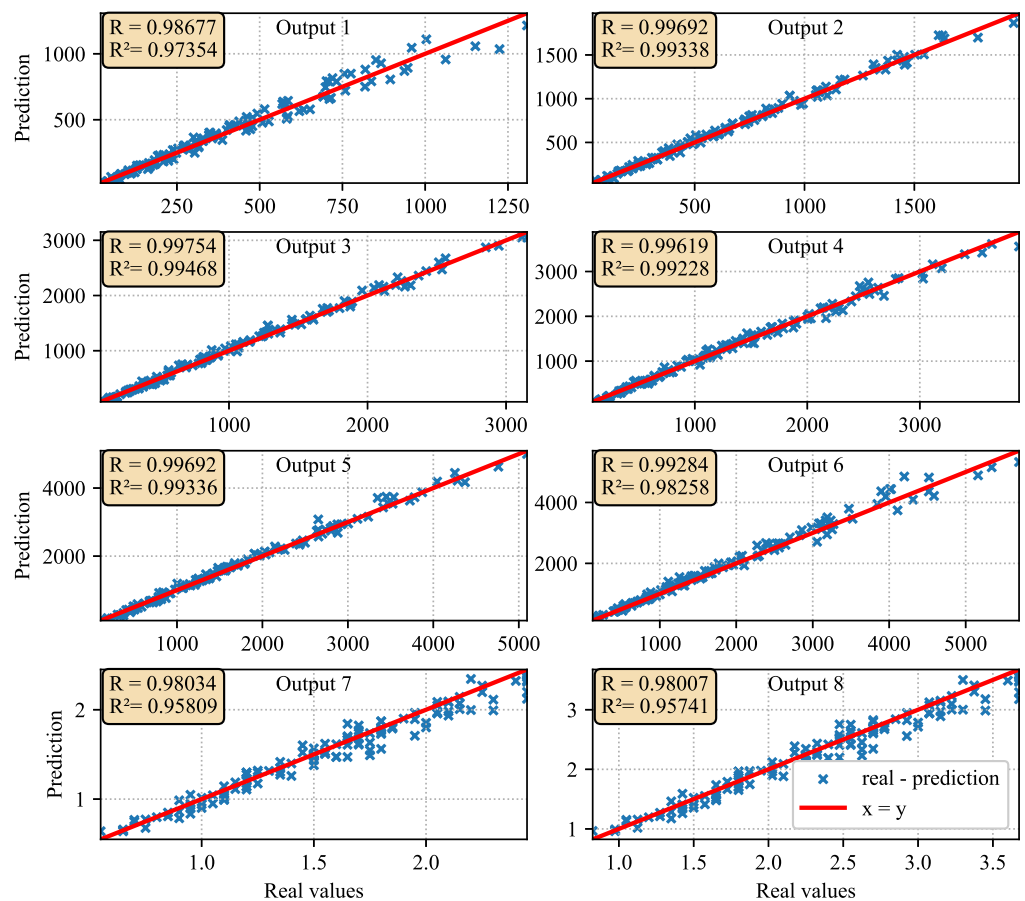 R = 0.98677
R²= 0.97354
Output 1
Prediction
1000
500
250 500 750 1000 1250
R = 0.99692
R²= 0.99338
Output 2
1500
1000
500
500 1000 1500
R = 0.99754
R²= 0.99468
Output 3
Prediction
3000
2000
1000
1000 2000 3000
R = 0.99619
R²= 0.99228
Output 4
3000
2000
1000
1000 2000 3000
R = 0.99692
R²= 0.99336
Output 5
Prediction
4000
2000
1000 2000 3000 4000 5000
R = 0.99284
R²= 0.98258
Output 6
4000
2000
1000 2000 3000 4000 5000
R = 0.98034
R²= 0.95809
Output 7
Prediction
2
1
1.0 1.5 2.0
Real values
R = 0.98007
R²= 0.95741
Output 8
3
2
1
real - prediction
x = y
1.0 1.5 2.0 2.5 3.0 3.5
Real values